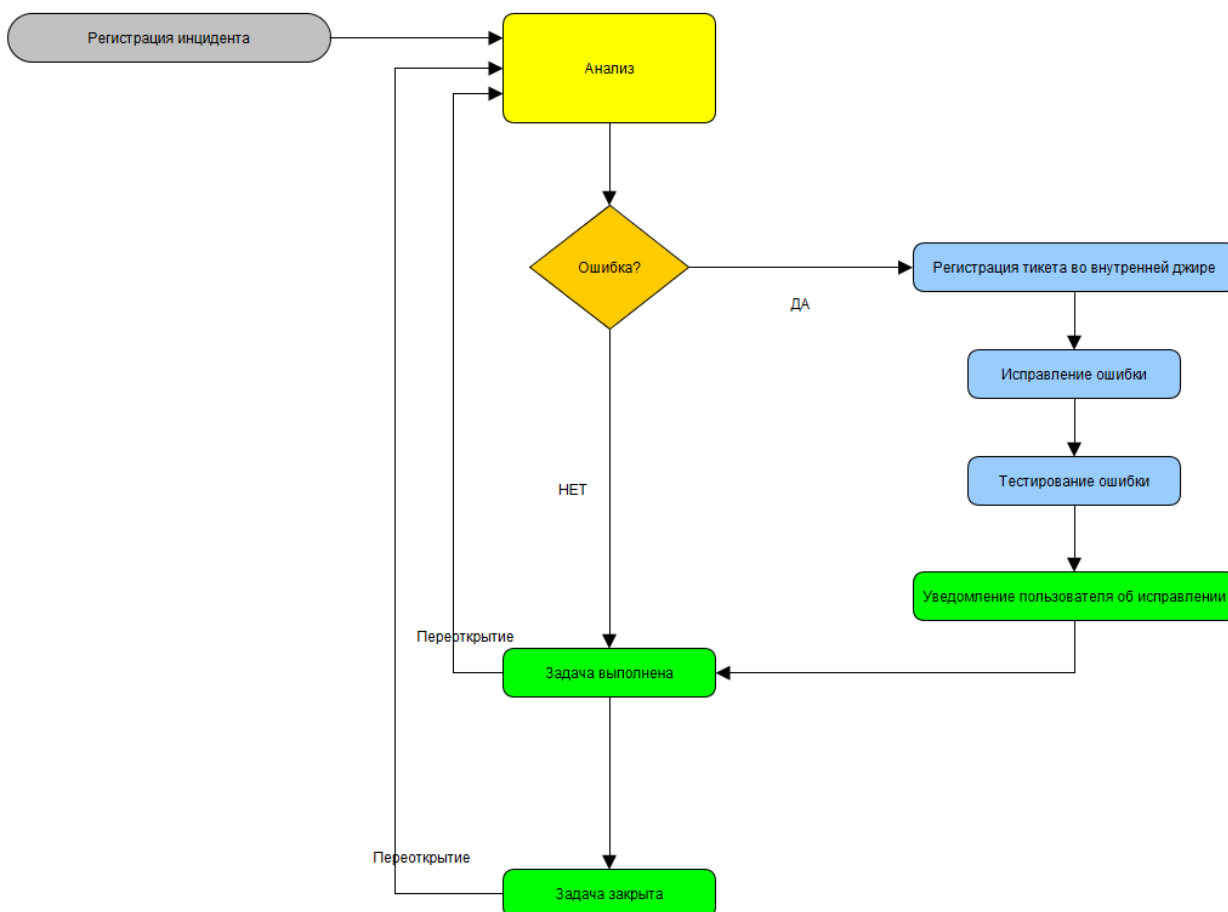 Регистрация инцидента
Анализ
Ошибка?
ДА
Регистрация тикета во внутренней джире
Исправление ошибки
Тестирование ошибки
НЕТ
Уведомление пользователя об исправлении
Переоткрытие
Задача выполнена
Переоткрытие
Задача закрыта